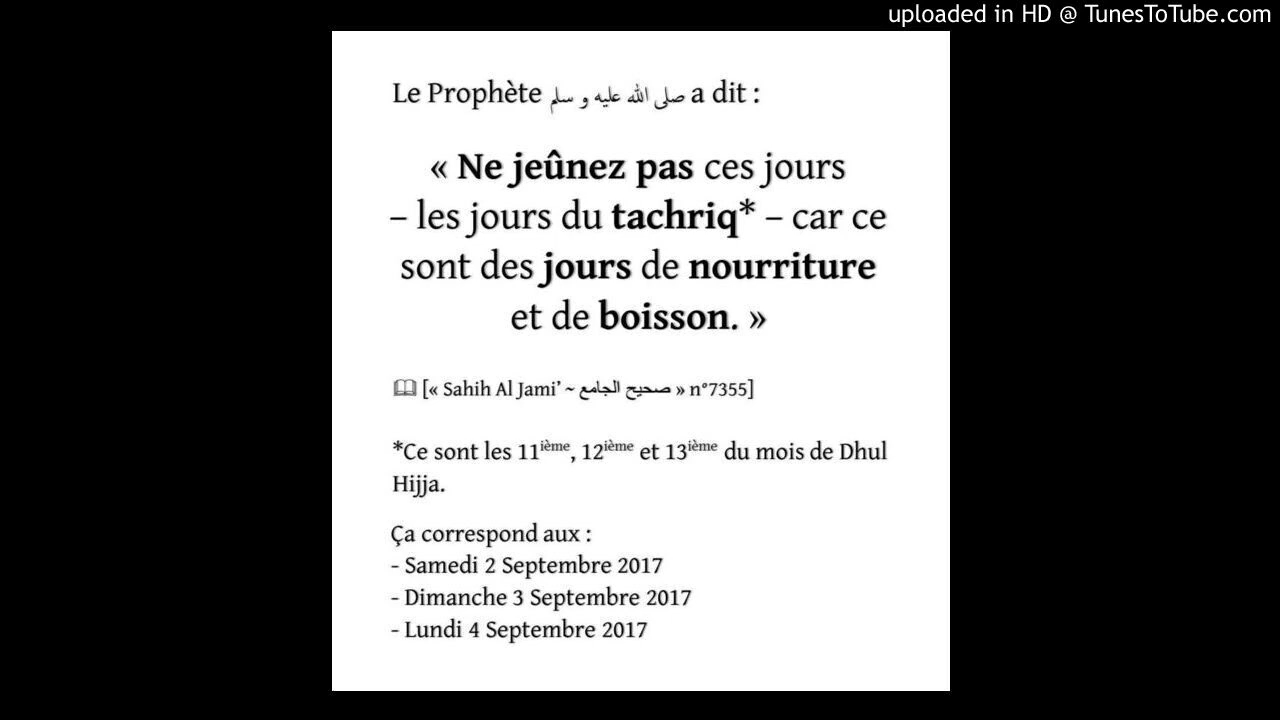 uploaded in HD @ TunesToTube.com
Le Prophète صلى الله عليه و سلم a dit :
« Ne jeûnez pas ces jours
– les jours du tachriq* – car ce
sont des jours de nourriture
et de boisson. »
[« Sahih Al Jami’ ~ صحيح الجامع » n°7355]
*Ce sont les 11ième, 12ième et 13ième du mois de Dhul
Hijja.
Ça correspond aux :
- Samedi 2 Septembre 2017
- Dimanche 3 Septembre 2017
- Lundi 4 Septembre 2017